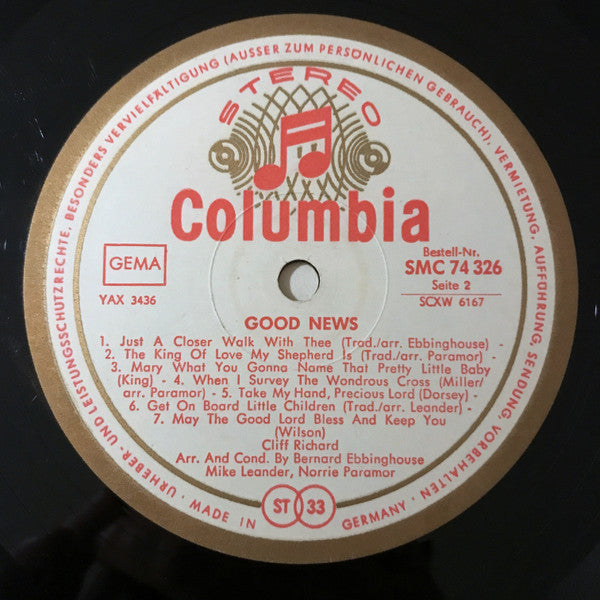 URHEBER- UND LEISTUNGSSCHUTZRECHTE, BESONDERS VERVIELFÄLTIGUNG (AUSSER ZUM PERSÖNLICHEN GEBRAUCH), VERMIETUNG, AUFFÜHRUNG, SENDUNG, VORBEHALTEN · MADE IN GERMANY ·
STEREO
Columbia
GEMA
YAX 3436
Bestell-Nr.
SMC 74 326
Seite 2
SCXW 6167
GOOD NEWS
1. Just A Closer Walk With Thee (Trad./arr. Ebbinghouse) -
2. The King Of Love My Shepherd Is (Trad./arr. Paramor) -
3. Mary What You Gonna Name That Pretty Little Baby
(King) - 4. When I Survey The Wondrous Cross (Miller/
arr. Paramor) - 5. Take My Hand, Precious Lord (Dorsey) -
6. Get On Board Little Children (Trad./arr. Leander) -
7. May The Good Lord Bless And Keep You
(Wilson)
Cliff Richard
Arr. And Cond. By Bernard Ebbinghouse
Mike Leander, Norrie Paramor
ST 33